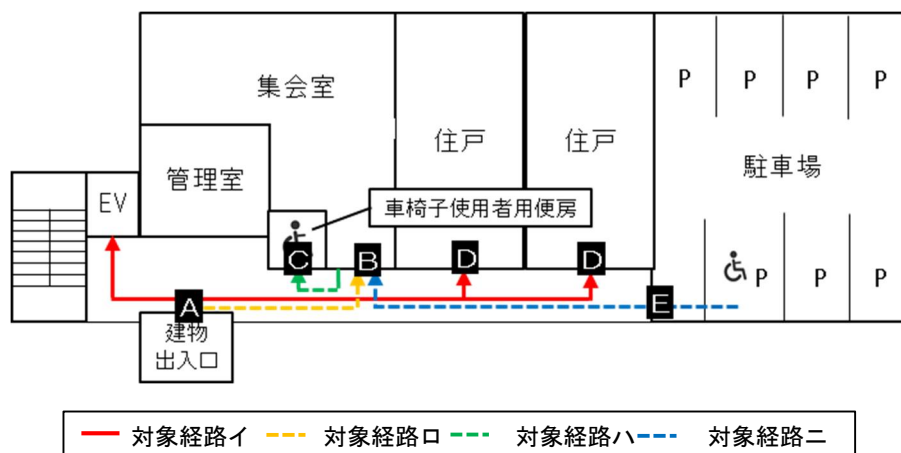 集会室
P P P P
住戸
住戸
駐車場
管理室
EV
車椅子使用者用便房
C B D D
P P P
A
E
建物
出入口
対象経路イ 対象経路ロ 対象経路ハ 対象経路ニ